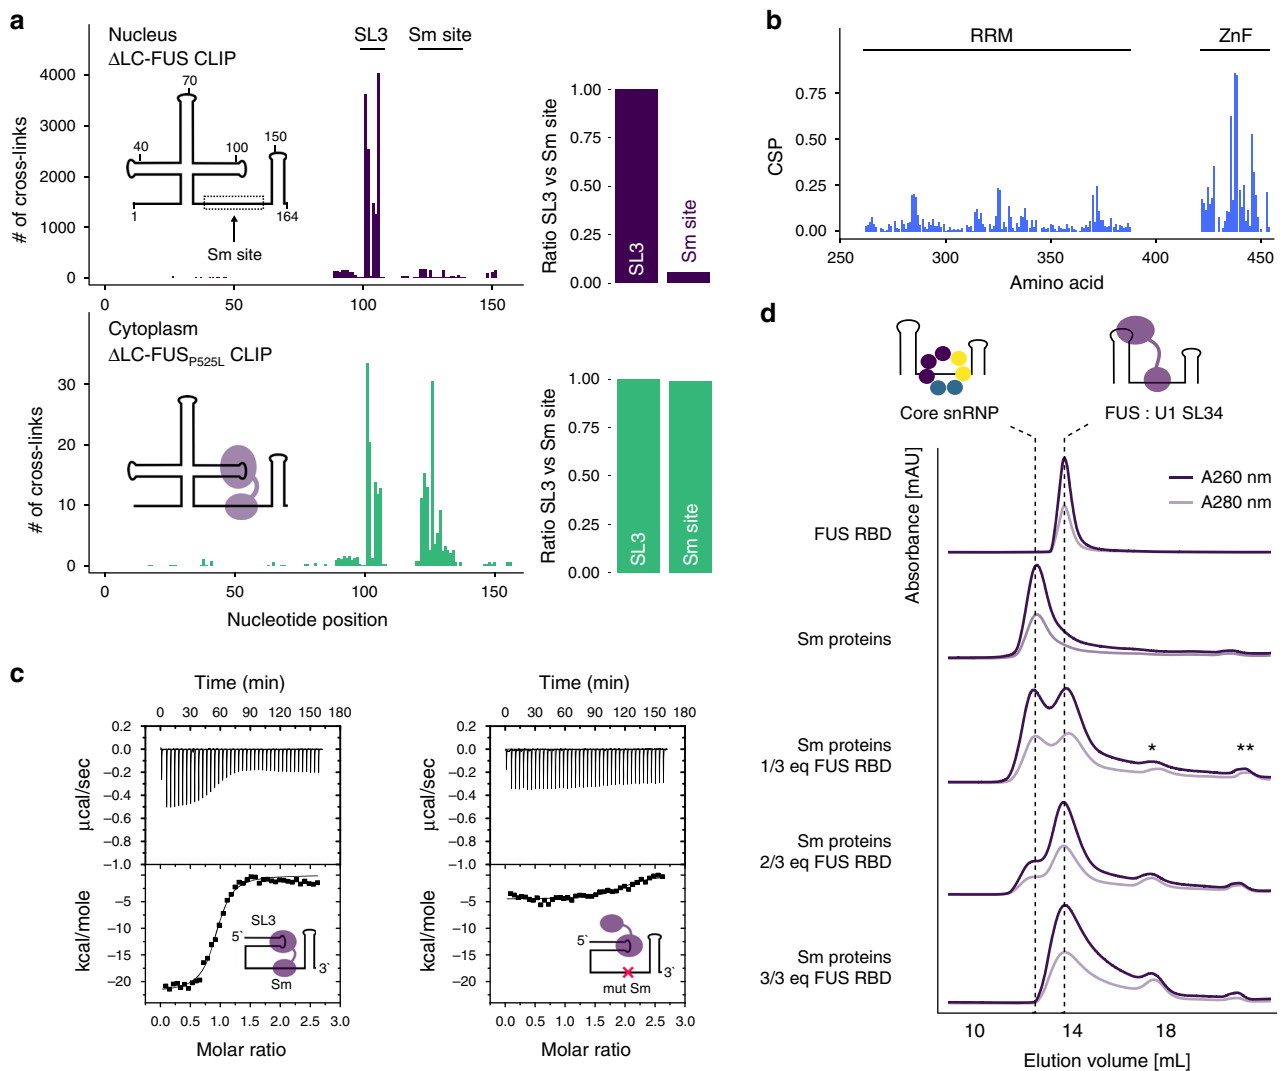 a
Nucleus
ΔLC-FUS CLIP
SL3
Sm site
# of cross-links
4000
3000
2000
1000
0
0
50
100
150
70
40
100
150
1
164
Sm site
Ratio SL3 vs Sm site
1.00
0.75
0.50
0.25
0.00
SL3
Sm site
Cytoplasm
ΔLC-FUSP525L CLIP
# of cross-links
30
20
10
0
0
50
100
150
Nucleotide position
Ratio SL3 vs Sm site
1.00
0.75
0.50
0.25
0.00
SL3
Sm site
b
RRM
ZnF
CSP
0.75
0.50
0.25
0.00
250
300
350
400
450
Amino acid
c
Time (min)
0 30 60 90 120 150 180
µcal/sec
0.2
0.0
−0.2
−0.4
−0.6
−0.8
−1.0
kcal/mole
−5
−10
−15
−20
SL3
5`
3`
Sm
0.0 0.5 1.0 1.5 2.0 2.5 3.0
Molar ratio
Time (min)
0 30 60 90 120 150 180
µcal/sec
0.2
0.0
−0.2
−0.4
−0.6
−0.8
−1.0
kcal/mole
−5
−10
−15
−20
5`
3`
mut Sm
0.0 0.5 1.0 1.5 2.0 2.5 3.0
Molar ratio
d
Core snRNP
FUS : U1 SL34
Absorbance [mAU]
A260 nm
A280 nm
FUS RBD
Sm proteins
Sm proteins
1/3 eq FUS RBD
*
**
Sm proteins
2/3 eq FUS RBD
Sm proteins
3/3 eq FUS RBD
10
14
18
Elution volume [mL]